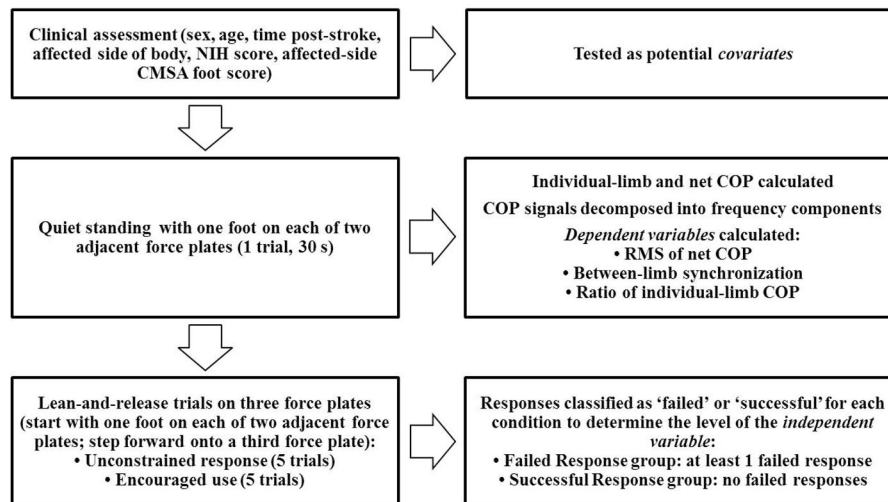 Clinical assessment (sex, age, time post-stroke,
affected side of body, NIH score, affected-side
CMSA foot score)
Tested as potential covariates
Quiet standing with one foot on each of two
adjacent force plates (1 trial, 30 s)
Individual-limb and net COP calculated
COP signals decomposed into frequency components
Dependent variables calculated:
• RMS of net COP
• Between-limb synchronization
• Ratio of individual-limb COP
Lean-and-release trials on three force plates
(start with one foot on each of two adjacent force
plates; step forward onto a third force plate):
• Unconstrained response (5 trials)
• Encouraged use (5 trials)
Responses classified as ‘failed’ or ‘successful’ for each
condition to determine the level of the independent
variable:
• Failed Response group: at least 1 failed response
• Successful Response group: no failed responses